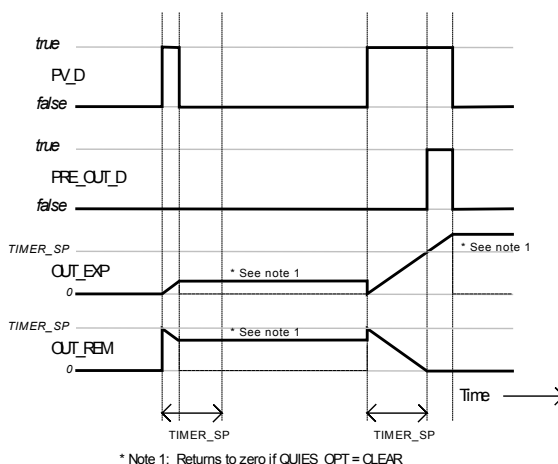 true
PV_D
false
true
PRE_OUT_D
false
TIMER_SP
* See note 1
OUT_EXP
* See note 1
0
TIMER_SP
* See note 1
OUT_REM
0
Time
TIMER_SP TIMER_SP
* Note 1: Returns to zero if QUIES_OPT = CLEAR